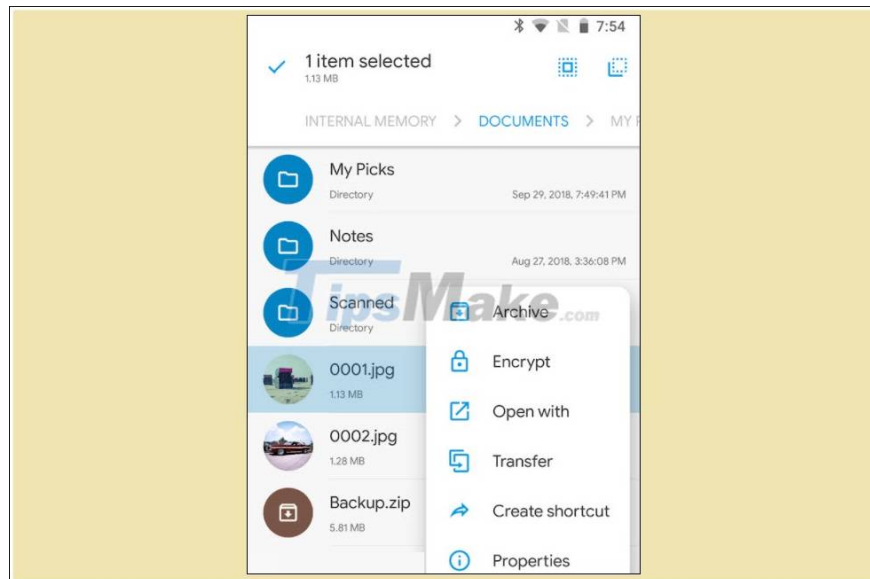 7:54
1 item selected
1.13 MB
INTERNAL MEMORY > DOCUMENTS > MY
My Picks
Directory Sep 29, 2018, 7:49:41 PM
Notes
Directory Aug 27, 2018, 3:36:08 PM
TipsMake.com
Scanned
Directory
Archive
0001.jpg
1.13 MB
Encrypt
Open with
0002.jpg
1.28 MB
Transfer
Backup.zip
5.81 MB
Create shortcut
Properties